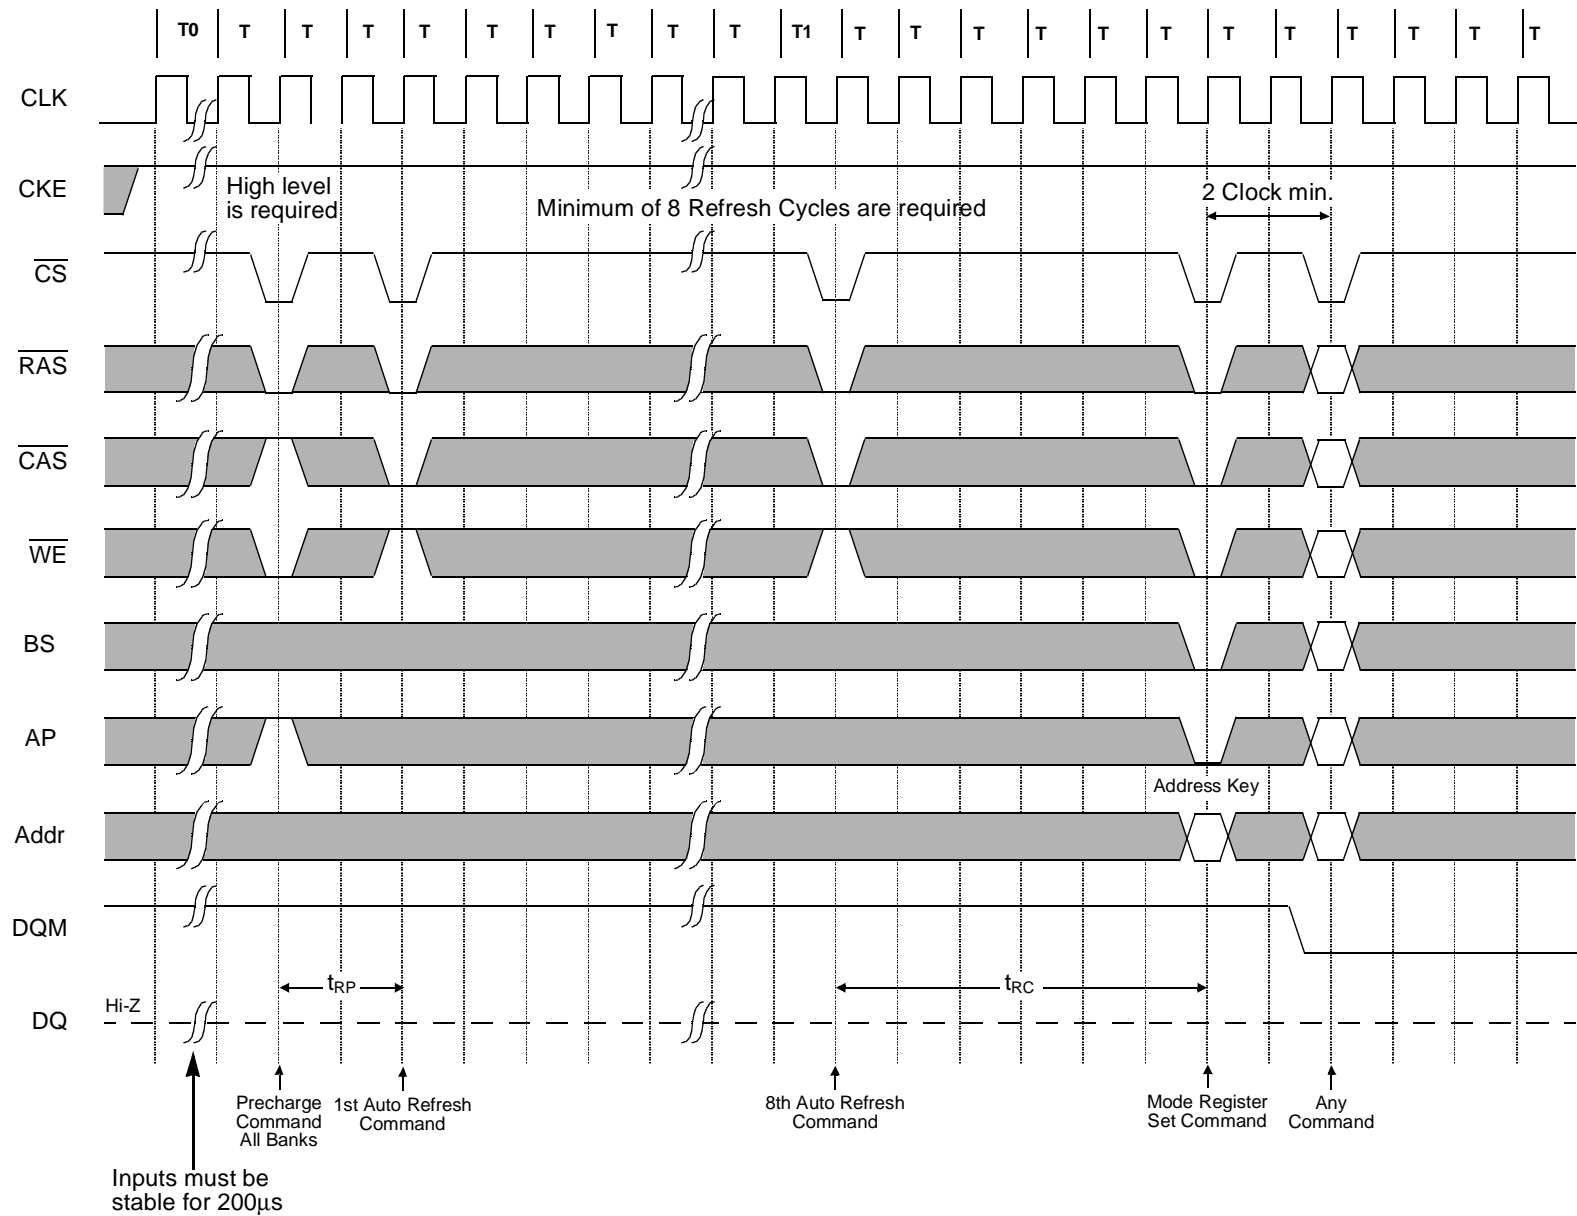 T0 T T T T T T T T T T1 T T T T T T T T T T T T
CLK
CKE
High level
is required
Minimum of 8 Refresh Cycles are required
2 Clock min.
CS
RAS
CAS
WE
BS
AP
Address Key
Addr
DQM
tRP
tRC
Hi-Z
DQ
Precharge
Command
All Banks
1st Auto Refresh
Command
8th Auto Refresh
Command
Mode Register
Set Command
Any
Command
Inputs must be
stable for 200μs